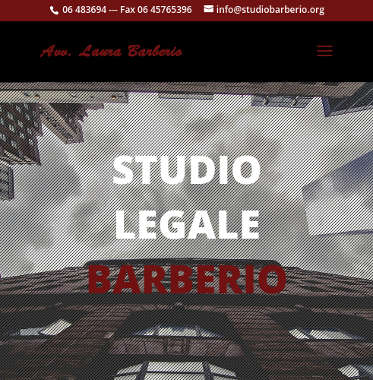 06 483694 --- Fax 06 45765396 info@studiobarberio.org
Avv. Laura Barberio
STUDIO
LEGALE
BARBERIO